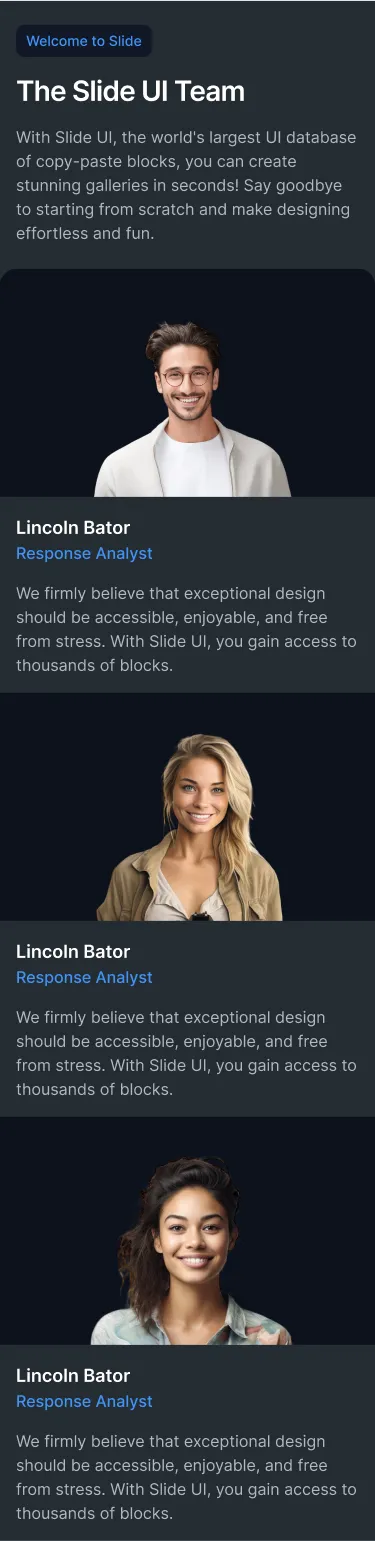 Welcome to Slide
The Slide UI Team
With Slide UI, the world's largest UI database
of copy-paste blocks, you can create
stunning galleries in seconds! Say goodbye
to starting from scratch and make designing
effortless and fun.
Lincoln Bator
Response Analyst
We firmly believe that exceptional design
should be accessible, enjoyable, and free
from stress. With Slide UI, you gain access to
thousands of blocks.
Lincoln Bator
Response Analyst
We firmly believe that exceptional design
should be accessible, enjoyable, and free
from stress. With Slide UI, you gain access to
thousands of blocks.
Lincoln Bator
Response Analyst
We firmly believe that exceptional design
should be accessible, enjoyable, and free
from stress. With Slide UI, you gain access to
thousands of blocks.